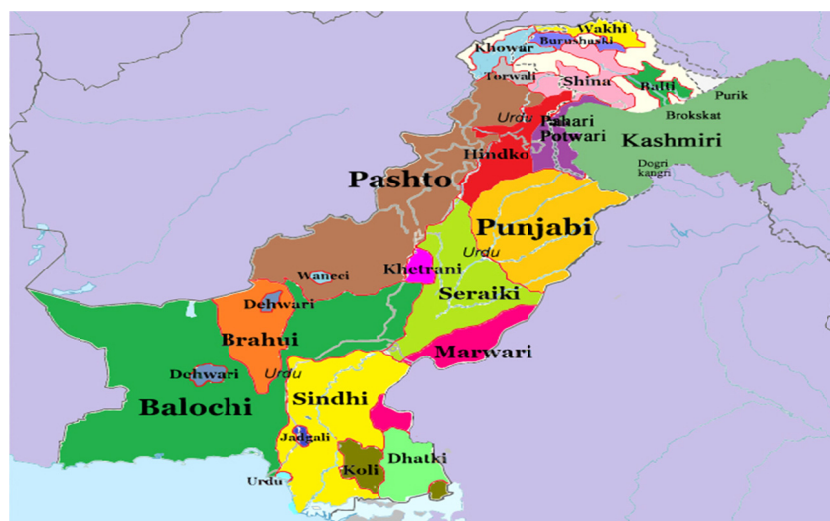 Wakhi
Khowar
Burushaski
Torwali
Shina
Balti
Purik
Brokskat
Urdu
Pahari
Potwari
Kashmiri
Hindko
Dogri
kangri
Pashto
Punjabi
Urdu
Waneci
Khetrani
Seraiki
Dehwari
Brahui
Marwari
Dehwari
Urdu
Balochi
Sindhi
Jadgali
Koli
Dhatki
Urdu